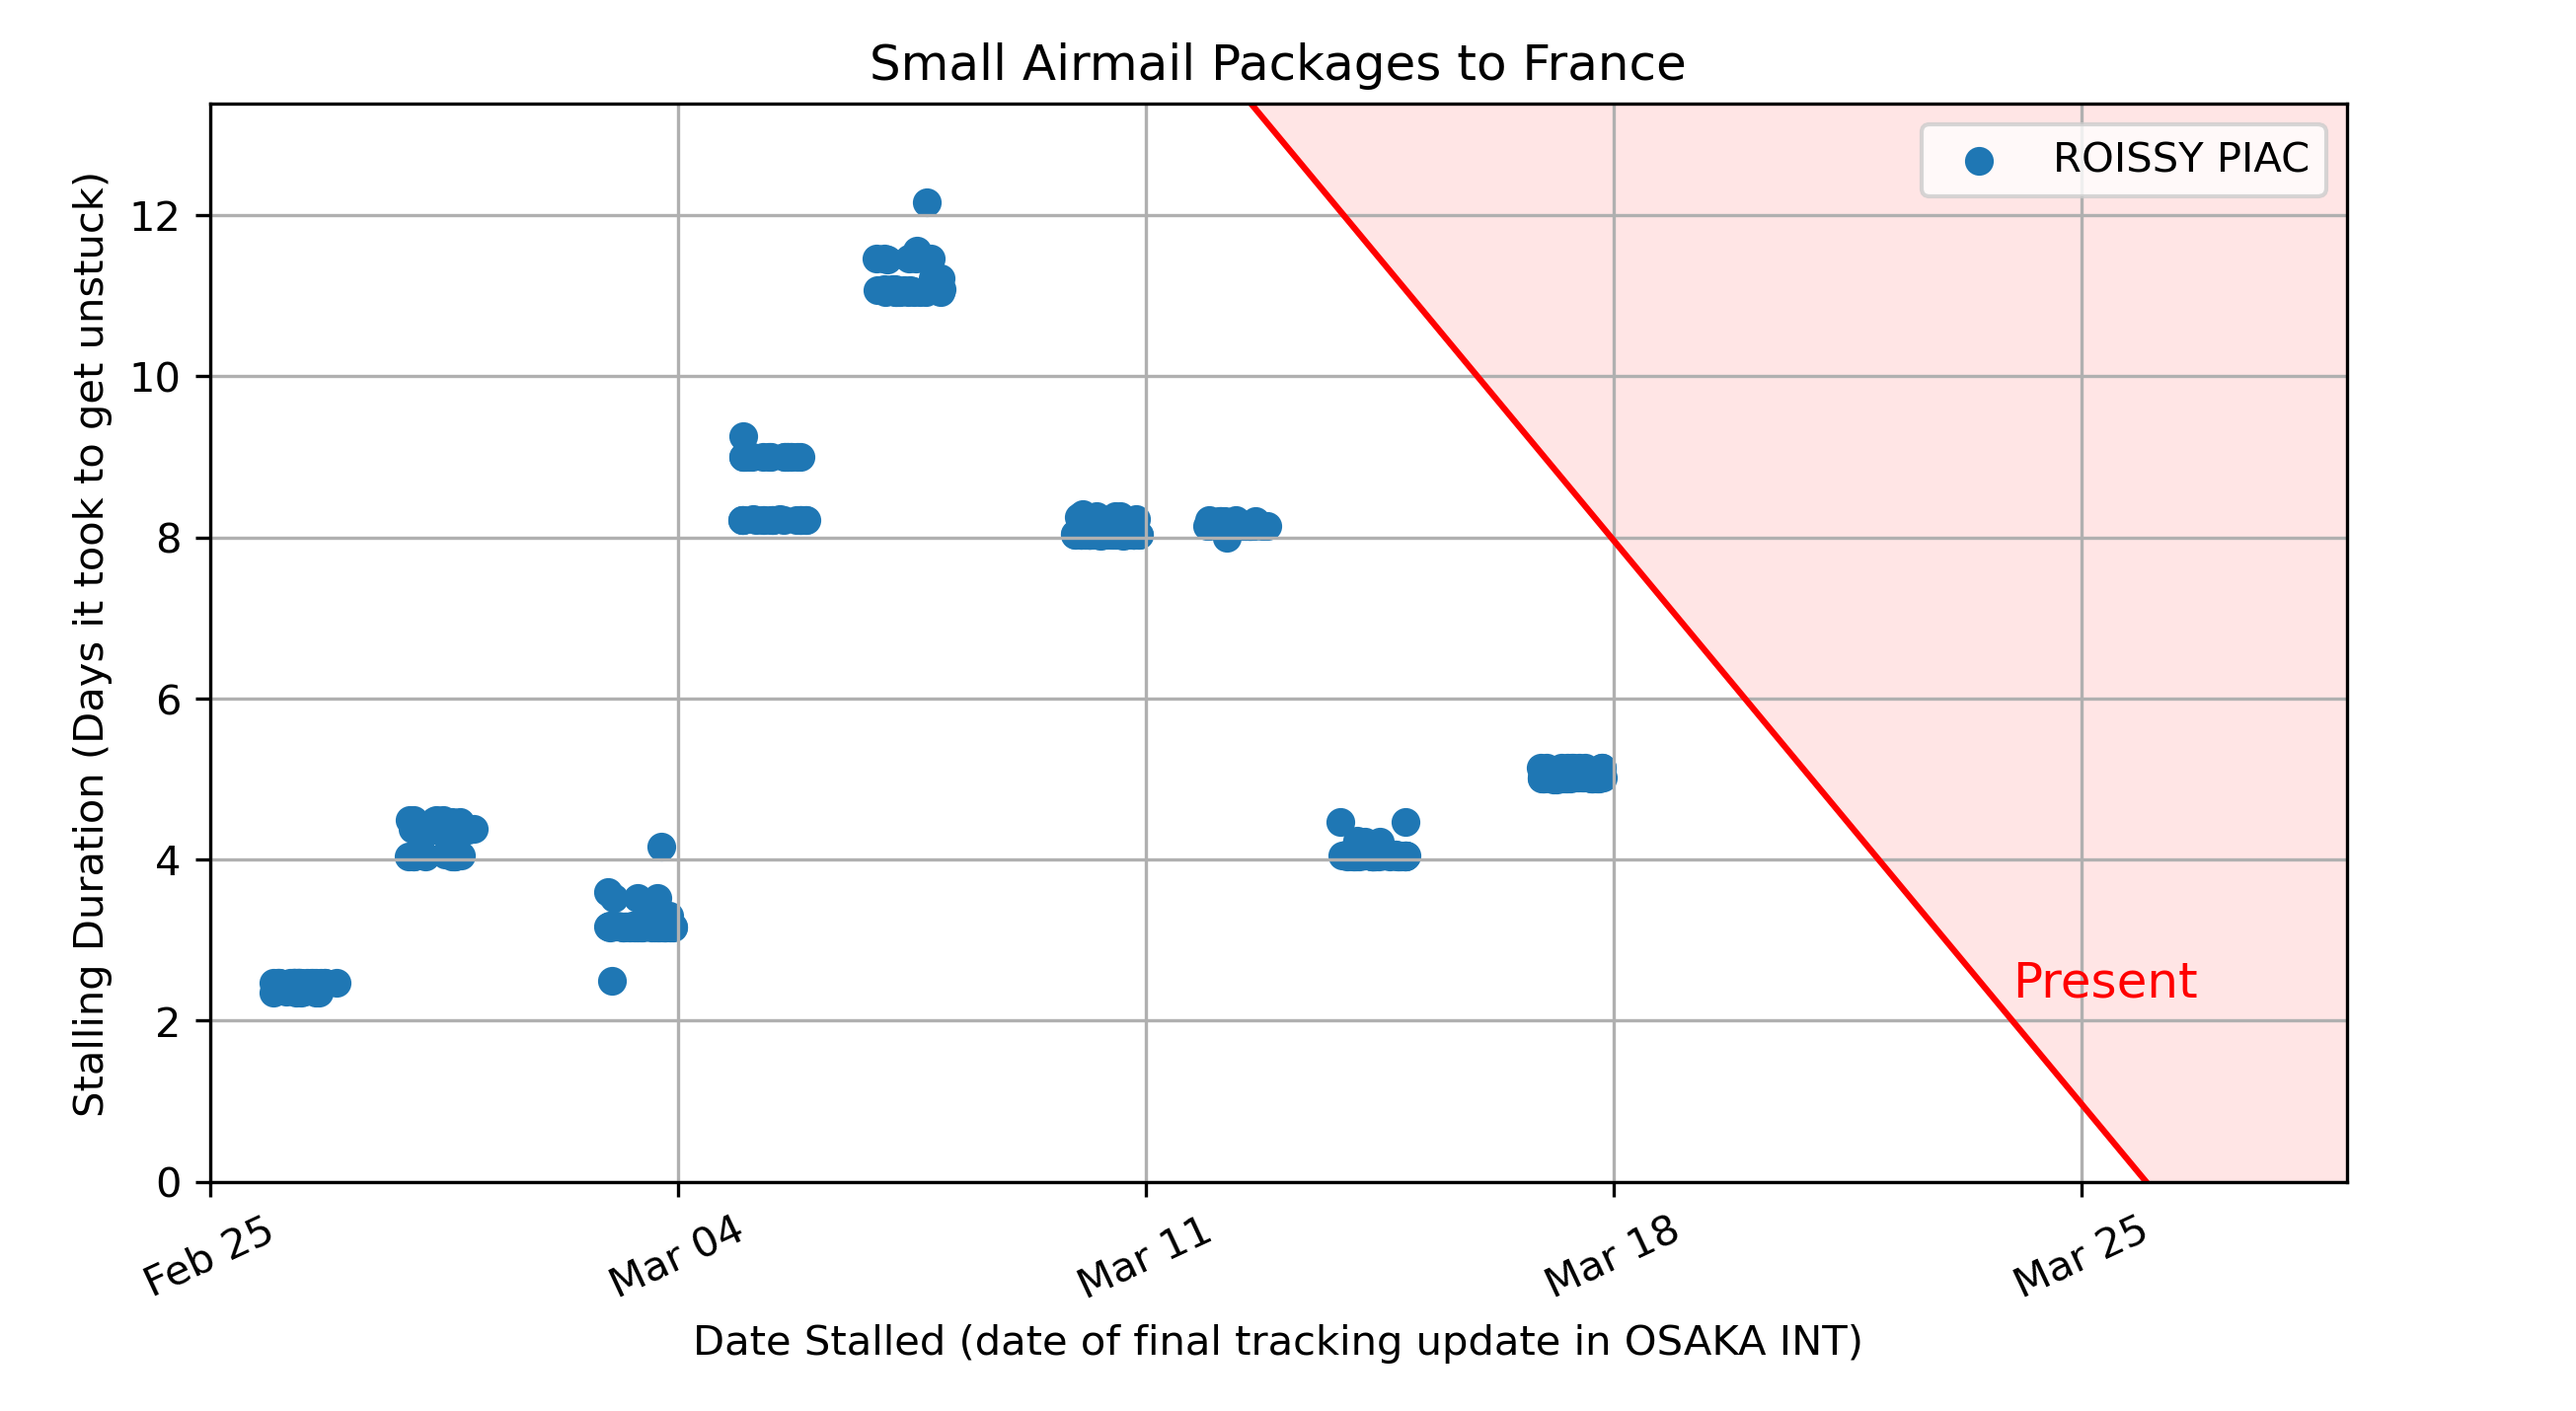 Small Airmail Packages to France
ROISSY PIAC
Stalling Duration (Days it took to get unstuck)
12
10
8
6
4
2
0
Present
Feb 25
Mar 04
Mar 11
Mar 18
Mar 25
Date Stalled (date of final tracking update in OSAKA INT)